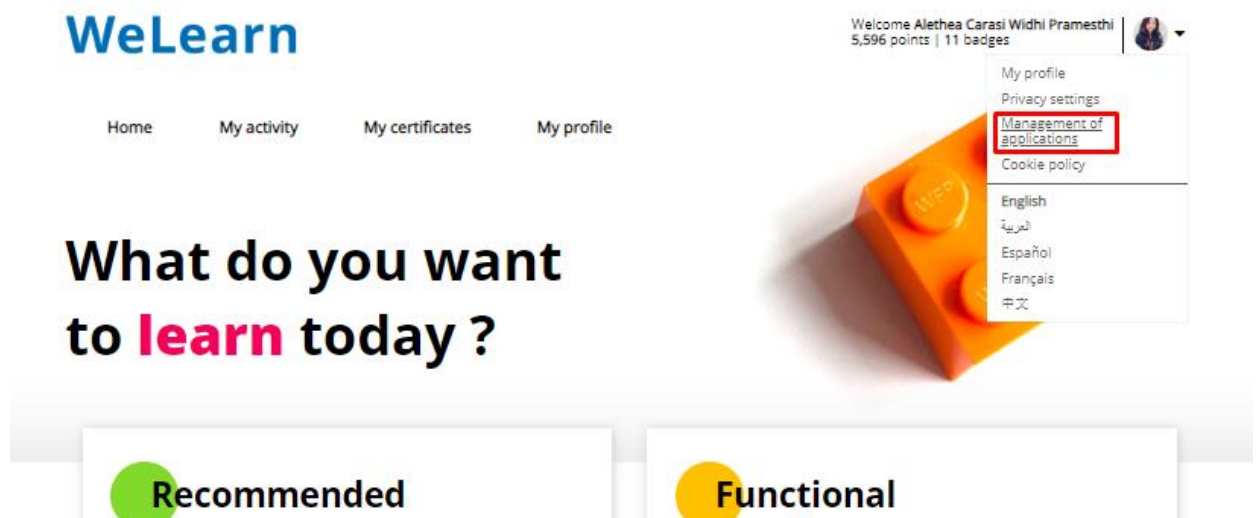 WeLearn
Welcome Alethea Carasi Widhi Pramesthi
5,596 points | 11 badges
My profile
Privacy settings
Management of
applications
Cookie policy
English
العربية
Español
Français
中文
Home My activity My certificates My profile
WFP
What do you want
to learn today ?
Recommended
Functional